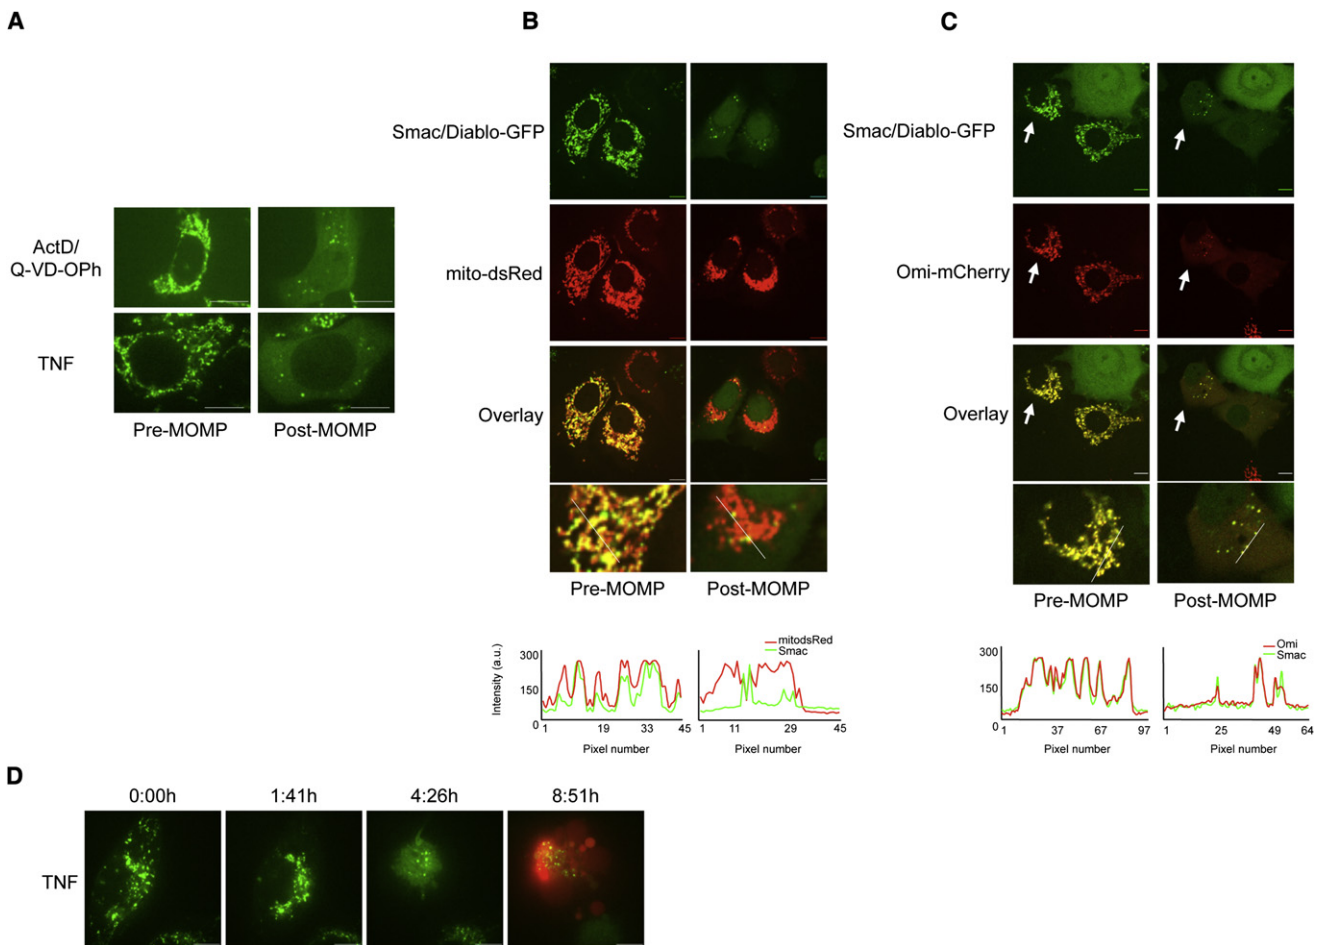 A
B
C
Smac/Diablo-GFP
Smac/Diablo-GFP
ActD/
Q-VD-OPh
mito-dsRed
Omi-mCherry
TNF
Pre-MOMP
Post-MOMP
Overlay
Overlay
Pre-MOMP
Post-MOMP
Pre-MOMP
Post-MOMP
Intensity (a.u.)
300
150
0
1 19 33 45
Pixel number
mitodsRed
Smac
1 11 29 45
Pixel number
300
150
0
1 37 67 97
Pixel number
Omi
Smac
1 25 49 64
Pixel number
D
0:00h 1:41h 4:26h 8:51h
TNF